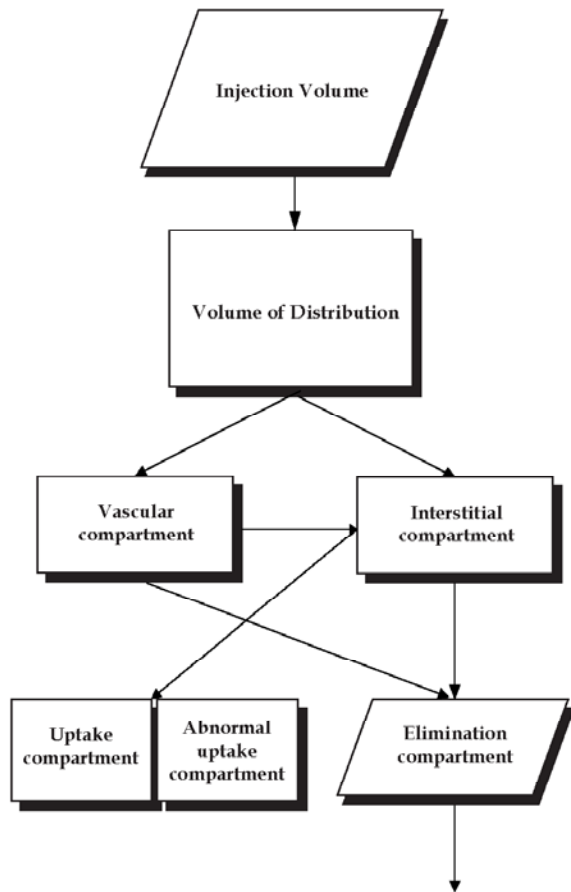 Injection Volume
Volume of Distribution
Vascular
compartment
Interstitial
compartment
Uptake
compartment
Abnormal
uptake
compartment
Elimination
compartment